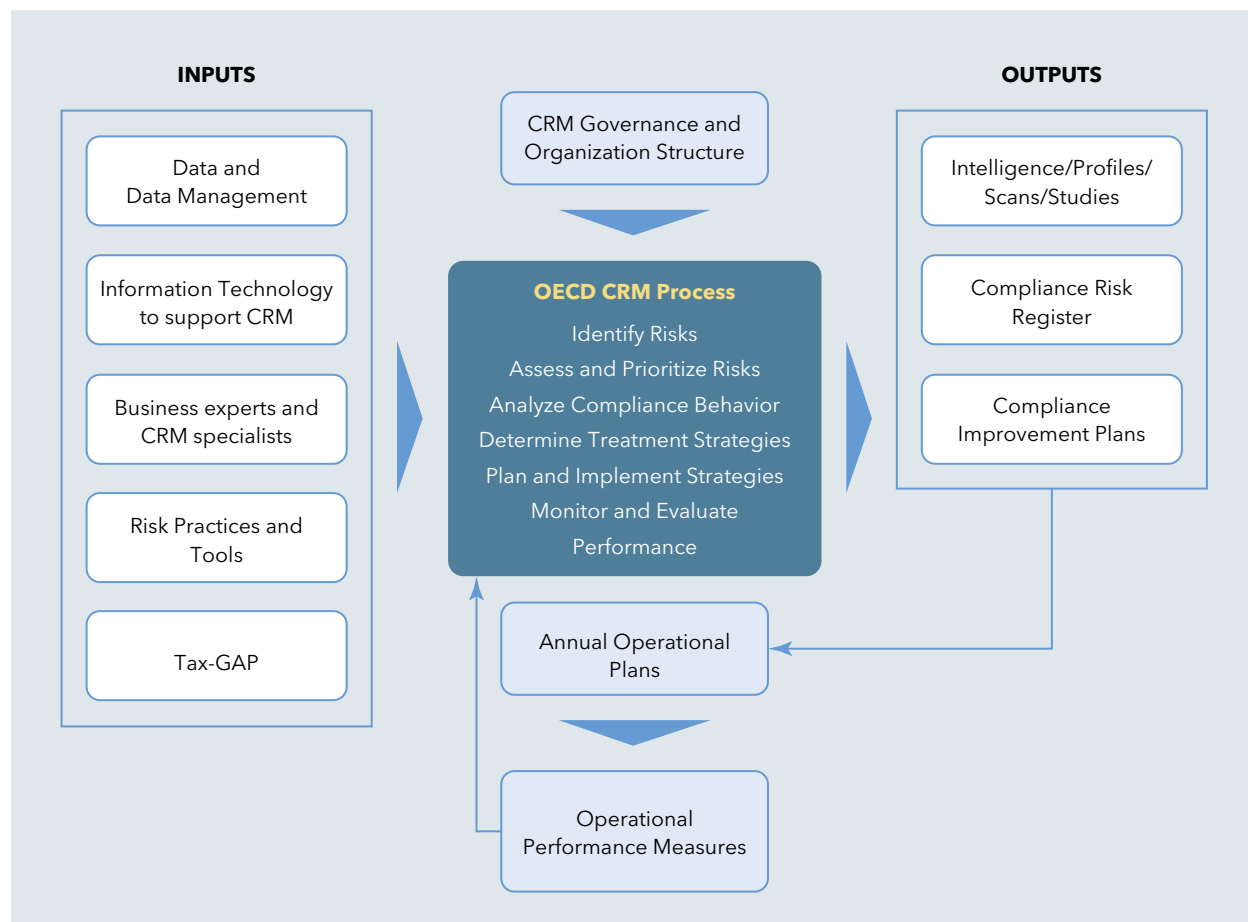 INPUTS
Data and
Data Management
Information Technology
to support CRM
Business experts and
CRM specialists
Risk Practices and
Tools
Tax-GAP
CRM Governance and
Organization Structure
OECD CRM Process
Identify Risks
Assess and Prioritize Risks
Analyze Compliance Behavior
Determine Treatment Strategies
Plan and Implement Strategies
Monitor and Evaluate
Performance
Annual Operational
Plans
Operational
Performance Measures
OUTPUTS
Intelligence/Profiles/
Scans/Studies
Compliance Risk
Register
Compliance
Improvement Plans